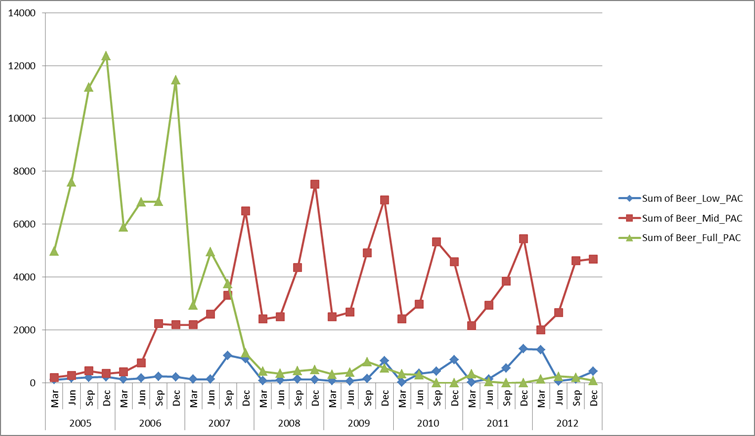 14000
12000
10000
8000
6000
4000
2000
0
Mar Jun Sep Dec Mar Jun Sep Dec Mar Jun Sep Dec Mar Jun Sep Dec Mar Jun Sep Dec Mar Jun Sep Dec Mar Jun Sep Dec Mar Jun Sep Dec
2005 2006 2007 2008 2009 2010 2011 2012
Sum of Beer_Low_PAC
Sum of Beer_Mid_PAC
Sum of Beer_Full_PAC